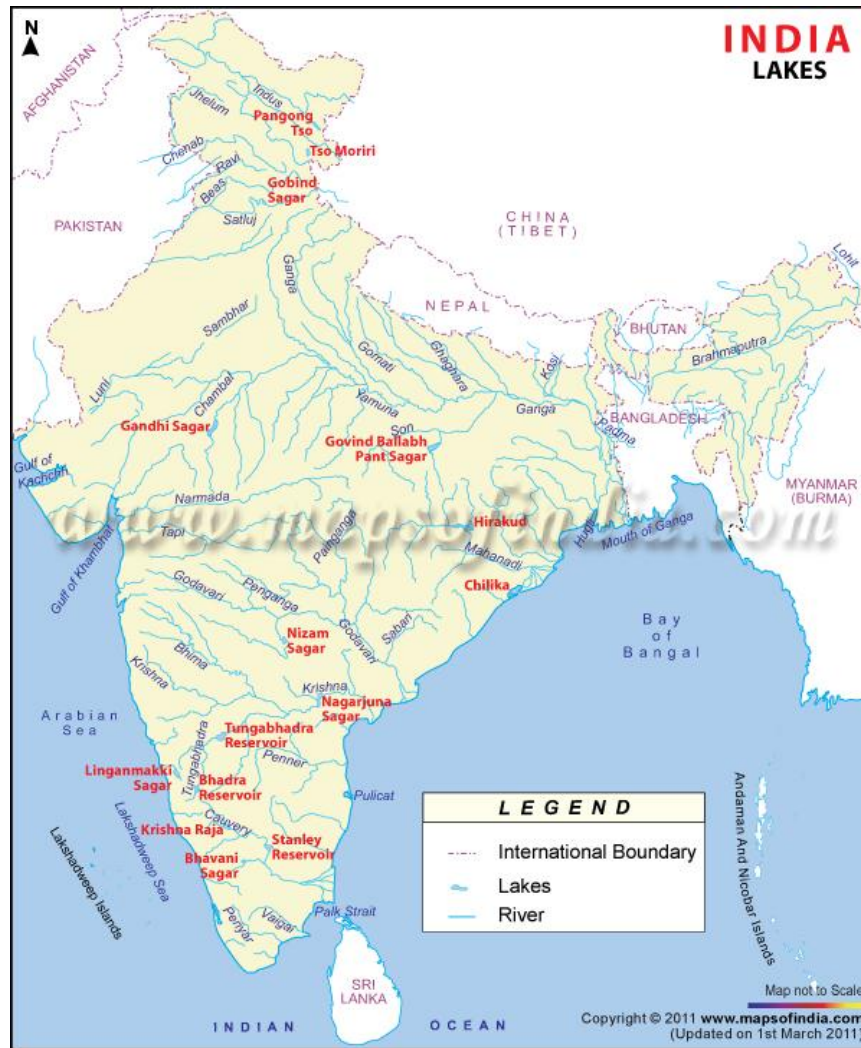 N
INDIA
LAKES
AFGHANISTAN
Jhelum
Indus
Pangong
Tso
Tso Moriri
Chenab
Ravi
Beas
Gobind
Sagar
Satluj
PAKISTAN
CHINA
(TIBET)
Lohit
Ganga
NEPAL
BHUTAN
Sambhar
Gomati
Ghaghara
Kosi
Brahmaputra
Luni
Chambal
Yamuna
Ganga
BANGLADESH
Gandhi Sagar
Son
Govind Ballabh
Pant Sagar
Padma
Gulf of
Kachchh
MYANMAR
(BURMA)
Narmada
www.mapsofindia.com
Hirakud
Tapi
Painganga
Hugli
Mouth of Ganga
Gulf of Khambhat
Mahanadi
Godavari
Penganga
Chilika
Sabari
Nizam
Sagar
Godavari
Bay
of
Bangal
Bhima
Krishna
Krishna
Nagarjuna
Sagar
Arabian
Sea
Tungabhadra
Reservoir
Tungabhadra
Penner
Linganmakki
Sagar
Bhadra
Reservoir
Pulicat
LEGEND
Krishna Raja
Cauvery
Stanley
Reservoir
Bhavani
Sagar
International Boundary
Lakes
River
Lakshadweep Sea
Lakshadweep Islands
Andaman And Nicobar Islands
Periyar
Vaigai
Palk Strait
SRI
LANKA
Map not to Scale
Copyright © 2011 www.mapsofindia.com
(Updated on 1st March 2011)
INDIAN OCEAN